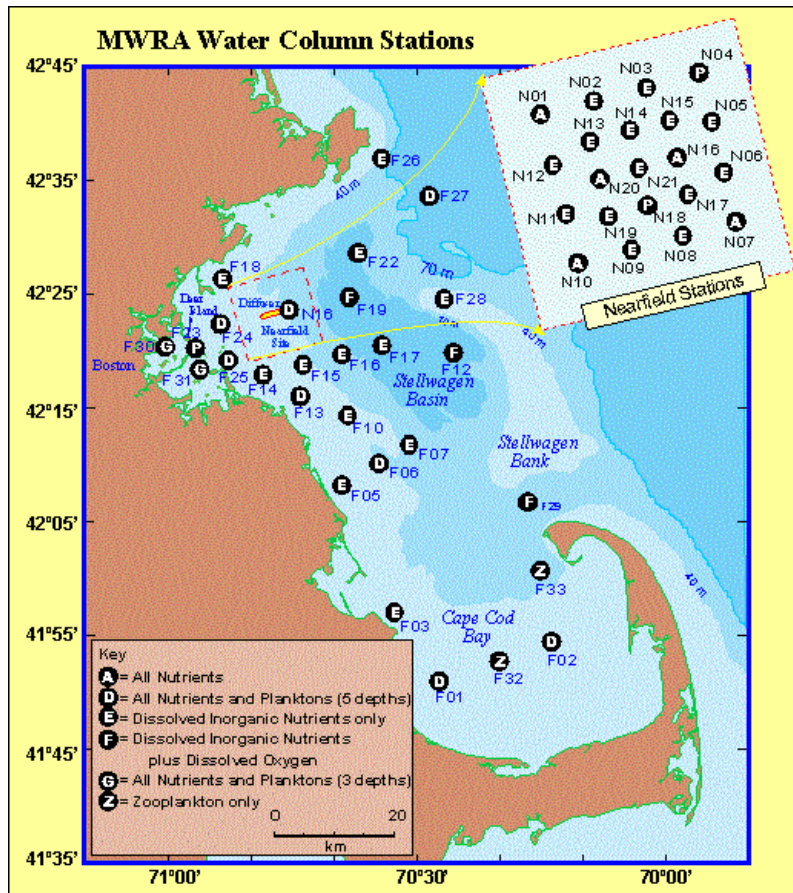 MWRA Water Column Stations
42°45'
42°35'
42°25'
42°15'
42°05'
41°55'
41°45'
41°35'
71°00'
70°30'
70°00'
N04
P
N03
E
N02
E
N01
A
N15
E
N05
E
N14
E
N13
E
N16
A
N06
E
N12
E
N21
E
N20
A
N17
E
N18
P
N11
E
N19
E
N07
A
N08
E
N09
E
N10
A
Nearfield Stations
E
F26
40 m
D
F27
E
F22
70 m
E
F18
E
F19
E
F28
40 m
Deer
Island
Diffuser
D
N16
Nearfield
Site
D
F24
F23
P
F30
G
Boston
F31
G
D
F25
E
F14
E
F15
E
F16
E
F17
F
F12
Stellwagen
Basin
D
F13
E
F10
E
F07
D
F06
E
F05
Stellwagen
Bank
F
F29
Z
F33
40 m
E
F03
Cape Cod
Bay
D
F02
Z
F32
D
F01
Key
A = All Nutrients
D = All Nutrients and Planktons (5 depths)
E = Dissolved Inorganic Nutrients only
F = Dissolved Inorganic Nutrients
plus Dissolved Oxygen
G = All Nutrients and Planktons (3 depths)
Z = Zooplankton only
0
20
km